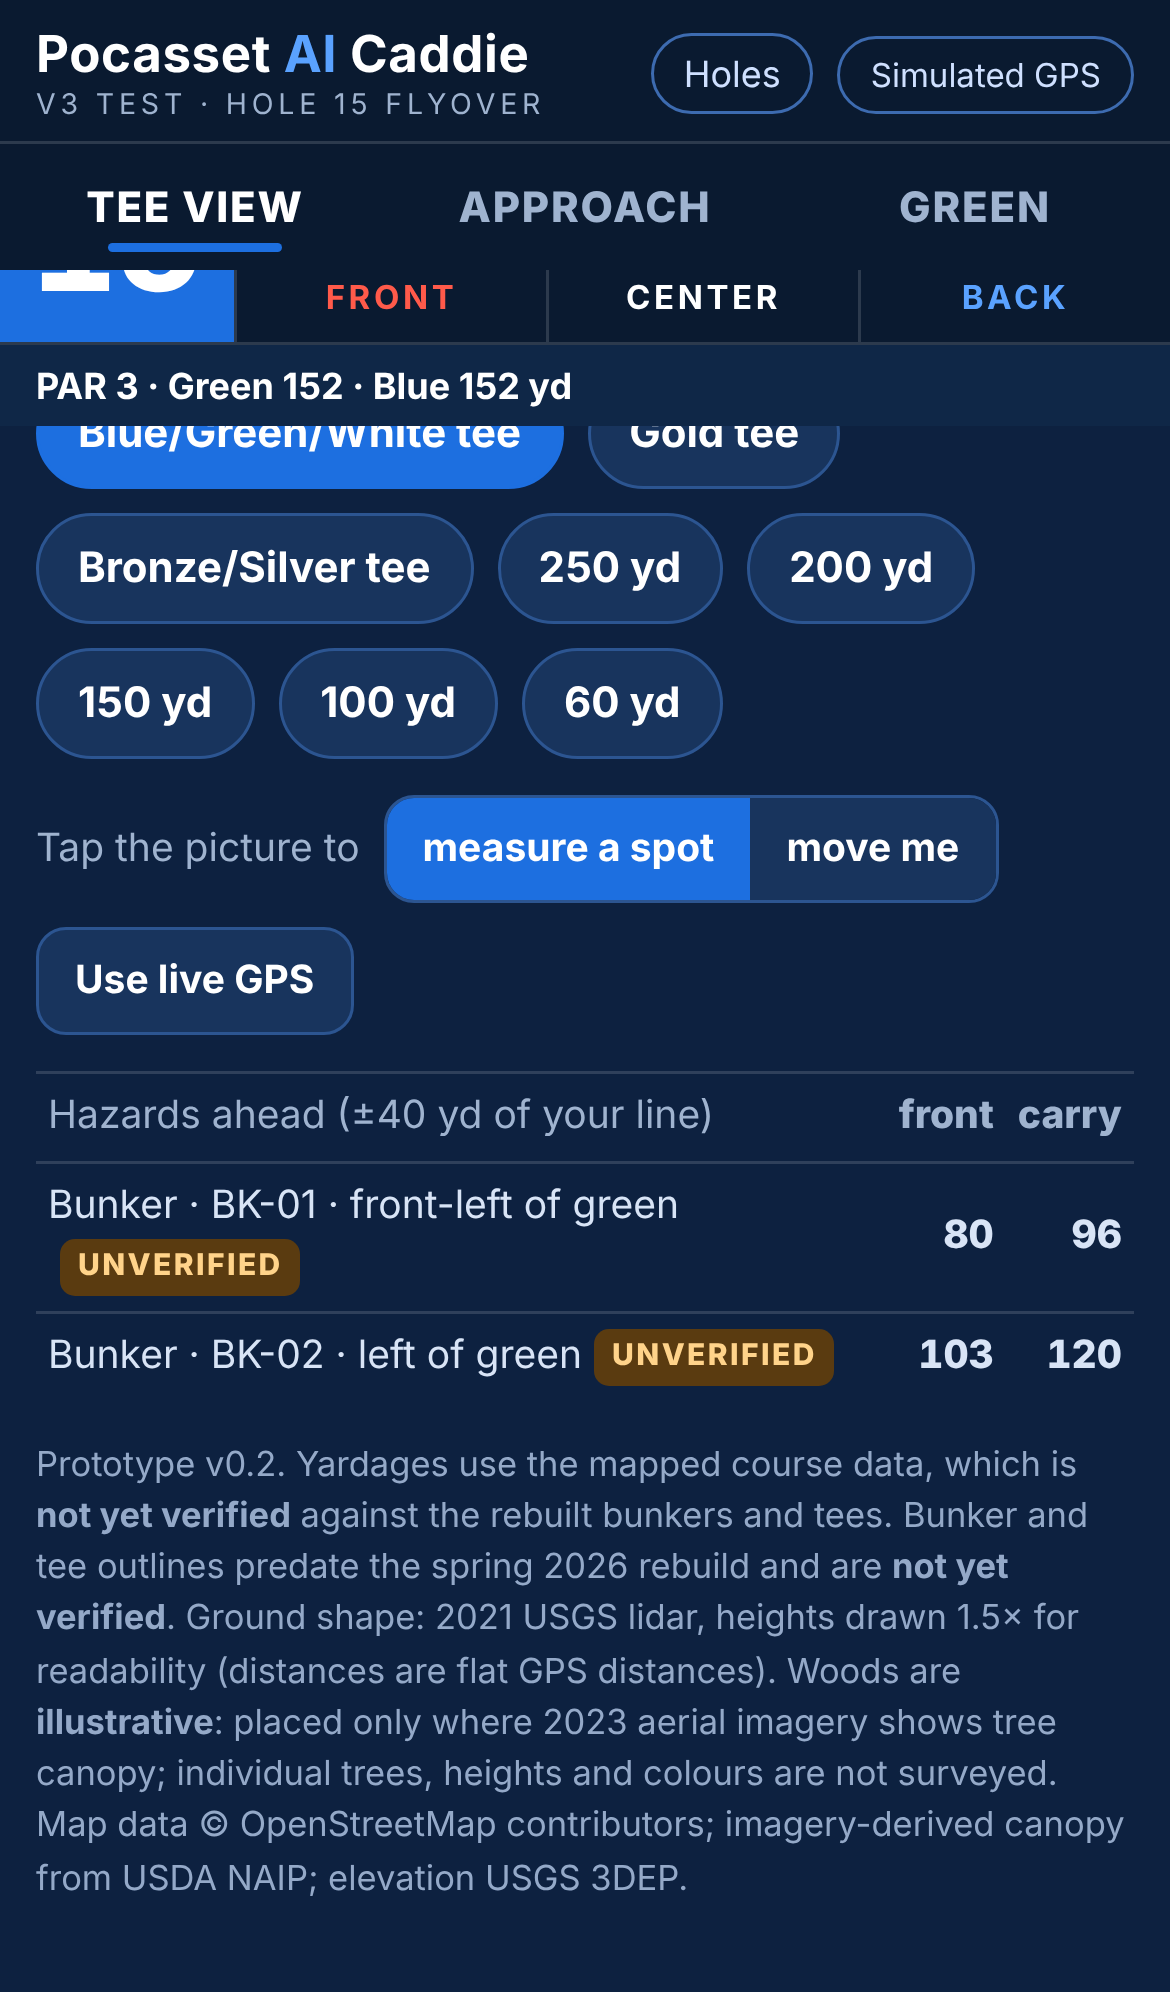 Pocasset AI Caddie
V3 TEST · HOLE 15 FLYOVER
Holes
Simulated GPS
TEE VIEW
APPROACH
GREEN
FRONT
CENTER
BACK
PAR 3 · Green 152 · Blue 152 yd
Blue/Green/White tee
Gold tee
Bronze/Silver tee
250 yd
200 yd
150 yd
100 yd
60 yd
Tap the picture to
measure a spot
move me
Use live GPS
Hazards ahead (±40 yd of your line) front carry
Bunker · BK-01 · front-left of green
UNVERIFIED
80 96
Bunker · BK-02 · left of green UNVERIFIED 103 120
Prototype v0.2. Yardages use the mapped course data, which is
not yet verified against the rebuilt bunkers and tees. Bunker and
tee outlines predate the spring 2026 rebuild and are not yet
verified. Ground shape: 2021 USGS lidar, heights drawn 1.5× for
readability (distances are flat GPS distances). Woods are
illustrative: placed only where 2023 aerial imagery shows tree
canopy; individual trees, heights and colours are not surveyed.
Map data © OpenStreetMap contributors; imagery-derived canopy
from USDA NAIP; elevation USGS 3DEP.